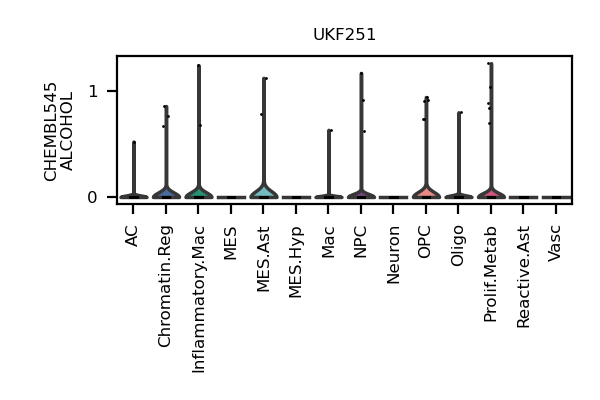 UKF251
CHEMBL545
ALCOHOL
1
0
AC
Chromatin.Reg
Inflammatory.Mac
MES
MES.Ast
MES.Hyp
Mac
NPC
Neuron
OPC
Oligo
Prolif.Metab
Reactive.Ast
Vasc